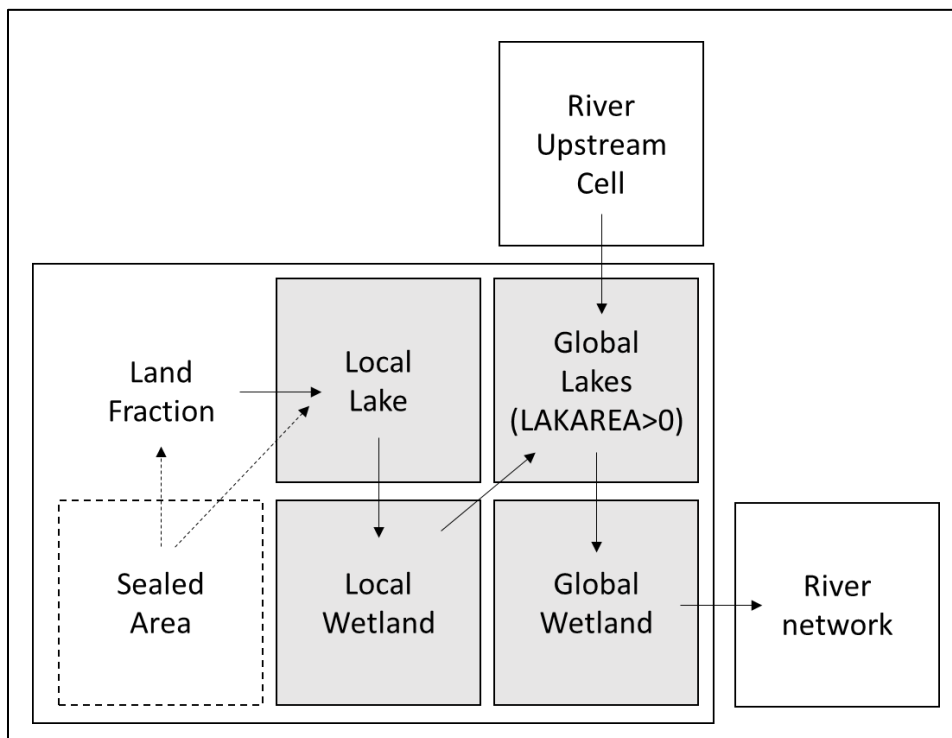 River
Upstream
Cell
Land
Fraction
Local
Lake
Global
Lakes
(LAKAREA>0)
Sealed
Area
Local
Wetland
Global
Wetland
River
network